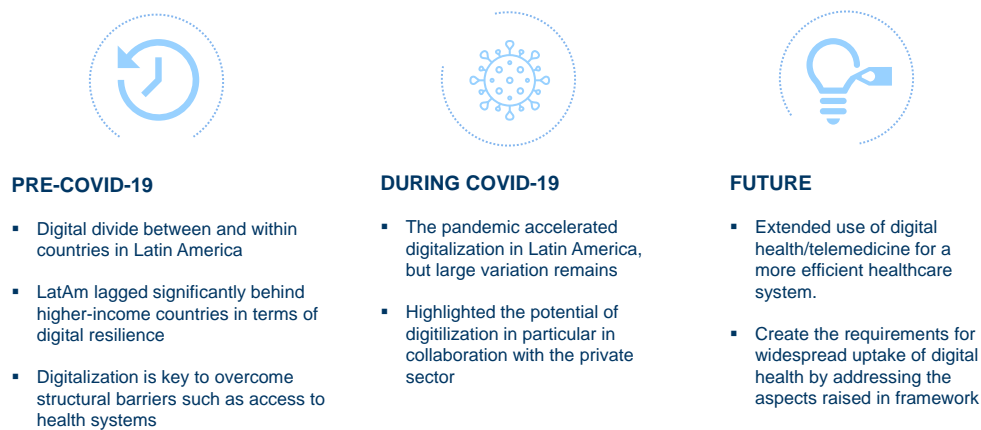 PRE-COVID-19
▪ Digital divide between and within
countries in Latin America
▪ LatAm lagged significantly behind
higher-income countries in terms of
digital resilience
▪ Digitalization is key to overcome
structural barriers such as access to
health systems
DURING COVID-19
▪ The pandemic accelerated
digitalization in Latin America,
but large variation remains
▪ Highlighted the potential of
digitilization in particular in
collaboration with the private
sector
FUTURE
▪ Extended use of digital
health/telemedicine for a
more efficient healthcare
system.
▪ Create the requirements for
widespread uptake of digital
health by addressing the
aspects raised in framework